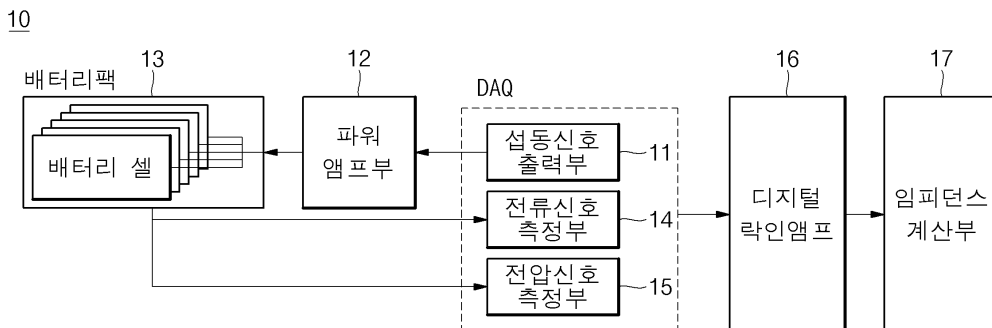 10
13
배터리팩
배터리 셀
12
파워
앰프부
DAQ
섭동신호
출력부
11
전류신호
측정부
14
전압신호
측정부
15
16
디지털
락인앰프
17
임피던스
계산부